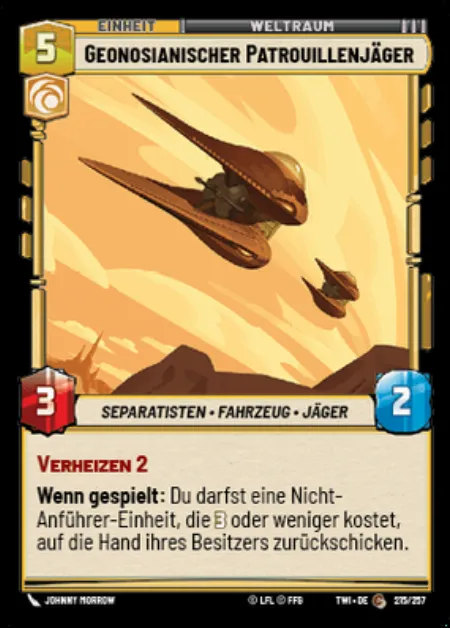 EINHEIT
WELTRAUM
5
GEONOSIANISCHER PATROUILLENJÄGER
3
SEPARATISTEN • FAHRZEUG • JÄGER
2
VERHEIZEN 2
Wenn gespielt: Du darfst eine Nicht-
Anführer-Einheit, die 3 oder weniger kostet,
auf die Hand ihres Besitzers zurückschicken.
JOHNNY MORROW
© LFL © FFG
TWI • DE
215/257